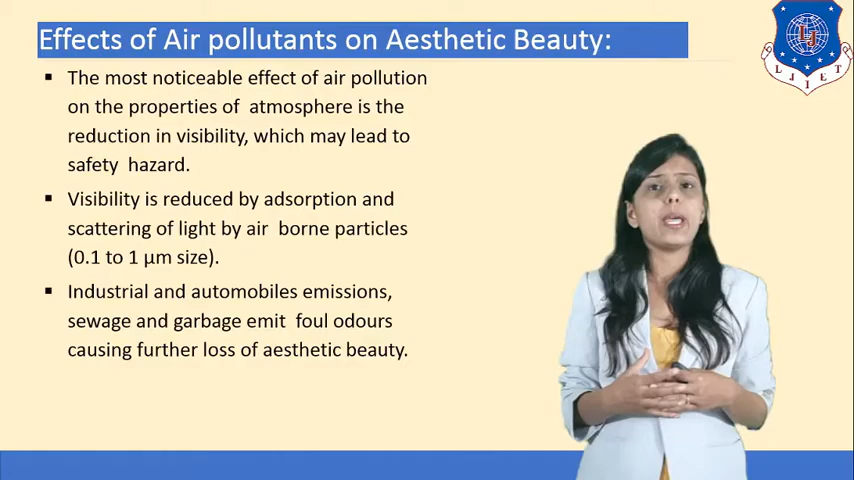 Effects of Air pollutants on Aesthetic Beauty:
▪ The most noticeable effect of air pollution
on the properties of atmosphere is the
reduction in visibility, which may lead to
safety hazard.
▪ Visibility is reduced by adsorption and
scattering of light by air borne particles
(0.1 to 1 μm size).
▪ Industrial and automobiles emissions,
sewage and garbage emit foul odours
causing further loss of aesthetic beauty.
LJ
LJIET